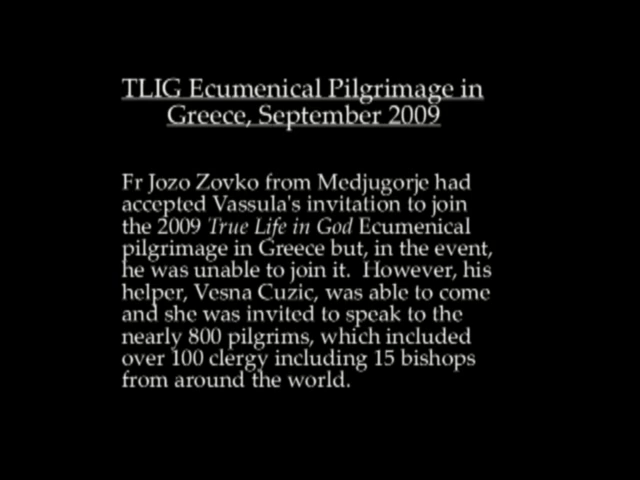 TLIG Ecumenical Pilgrimage in
Greece, September 2009
Fr Jozo Zovko from Medjugorje had
accepted Vassula's invitation to join
the 2009 True Life in God Ecumenical
pilgrimage in Greece but, in the event,
he was unable to join it.  However, his
helper, Vesna Cuzic, was able to come
and she was invited to speak to the
nearly 800 pilgrims, which included
over 100 clergy including 15 bishops
from around the world.